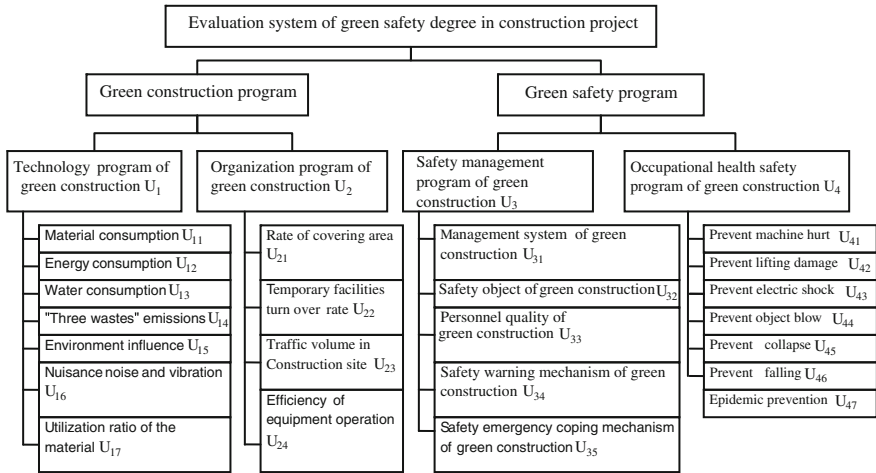 Evaluation system of green safety degree in construction project
Green construction program
Green safety program
Technology program of
green construction U1
Organization program of
green construction U2
Safety management
program of green
construction U3
Occupational health safety
program of green construction U4
Material consumption U11
Energy consumption U12
Water consumption U13
"Three wastes" emissions U14
Environment influence U15
Nuisance noise and vibration
U16
Utilization ratio of the
material U17
Rate of covering area
U21
Temporary facilities
turn over rate U22
Traffic volume in
Construction site U23
Efficiency of
equipment operation
U24
Management system of green
construction U31
Safety object of green construction U32
Personnel quality of
green construction U33
Safety warning mechanism of green
construction U34
Safety emergency coping mechanism
of green construction U35
Prevent machine hurt U41
Prevent lifting damage U42
Prevent electric shock U43
Prevent object blow U44
Prevent collapse U45
Prevent falling U46
Epidemic prevention U47